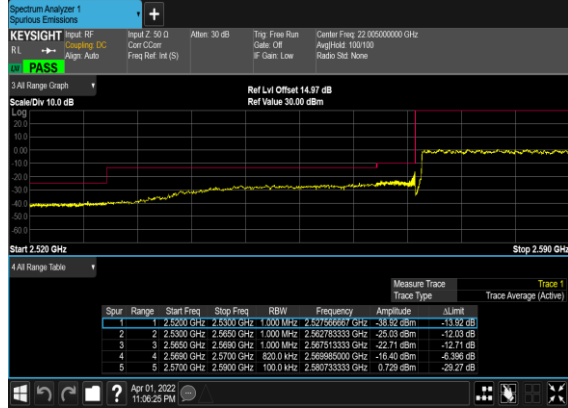 Spectrum Analyzer 1
Spurious Emissions
+
KEYSIGHT Input: RF Input Z: 50 Ω Atten: 30 dB Trig: Free Run Center Freq: 22.005000000 GHz
RL Coupling: DC Corr CCorr Gate: Off Avg|Hold: 100/100
Align: Auto Freq Ref: Int (S) IF Gain: Low Radio Std: None
PASS
3 All Range Graph
Ref Lvl Offset 14.97 dB
Scale/Div 10.0 dB Ref Value 30.00 dBm
Log
20.0
10.0
0.00
-10.0
-20.0
-30.0
-40.0
-50.0
-60.0
Start 2.520 GHz Stop 2.590 GHz
4 All Range Table
Measure Trace Trace 1
Trace Type Trace Average (Active)
Spur Range Start Freq Stop Freq RBW Frequency Amplitude ΔLimit
1 1 2.5200 GHz 2.5300 GHz 1.000 MHz 2.527566667 GHz -38.92 dBm -13.92 dB
2 2 2.5300 GHz 2.5650 GHz 1.000 MHz 2.562783333 GHz -25.03 dBm -12.03 dB
3 3 2.5650 GHz 2.5690 GHz 1.000 MHz 2.567513333 GHz -22.71 dBm -12.71 dB
4 4 2.5690 GHz 2.5700 GHz 820.0 kHz 2.569985000 GHz -16.40 dBm -6.396 dB
5 5 2.5700 GHz 2.5900 GHz 100.0 kHz 2.580733333 GHz 0.729 dBm -29.27 dB
? Apr 01, 2022
11:06:25 PM